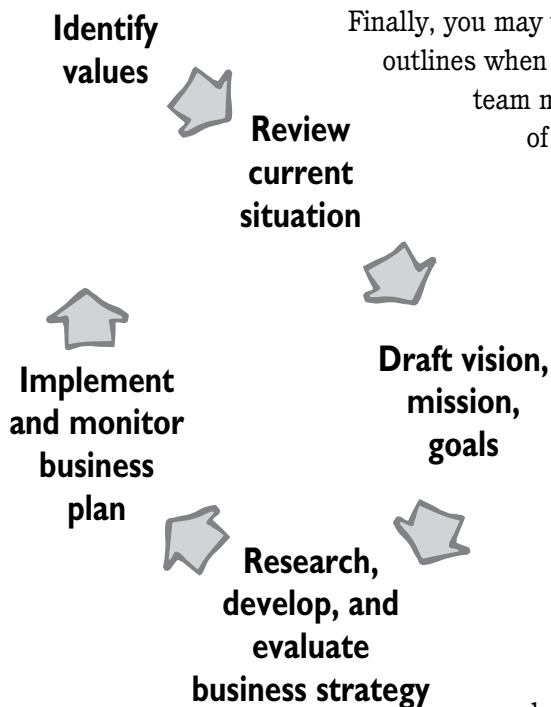 Identify
values
Finally, you may
outlines when
team
of
Review
current
situation
Draft vision,
mission,
goals
Implement
and monitor
business
plan
Research,
develop, and
evaluate
business strategy